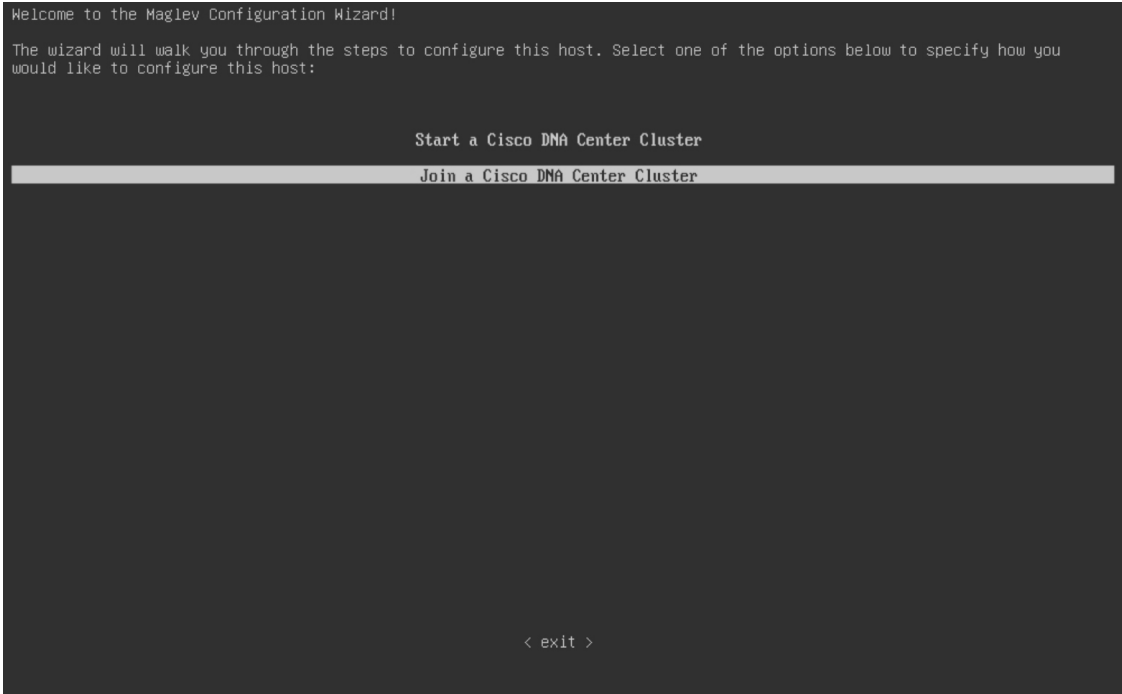 Welcome to the Maglev Configuration Wizard!
The wizard will walk you through the steps to configure this host. Select one of the options below to specify how you
would like to configure this host:
Start a Cisco DNA Center Cluster
Join a Cisco DNA Center Cluster
< exit >